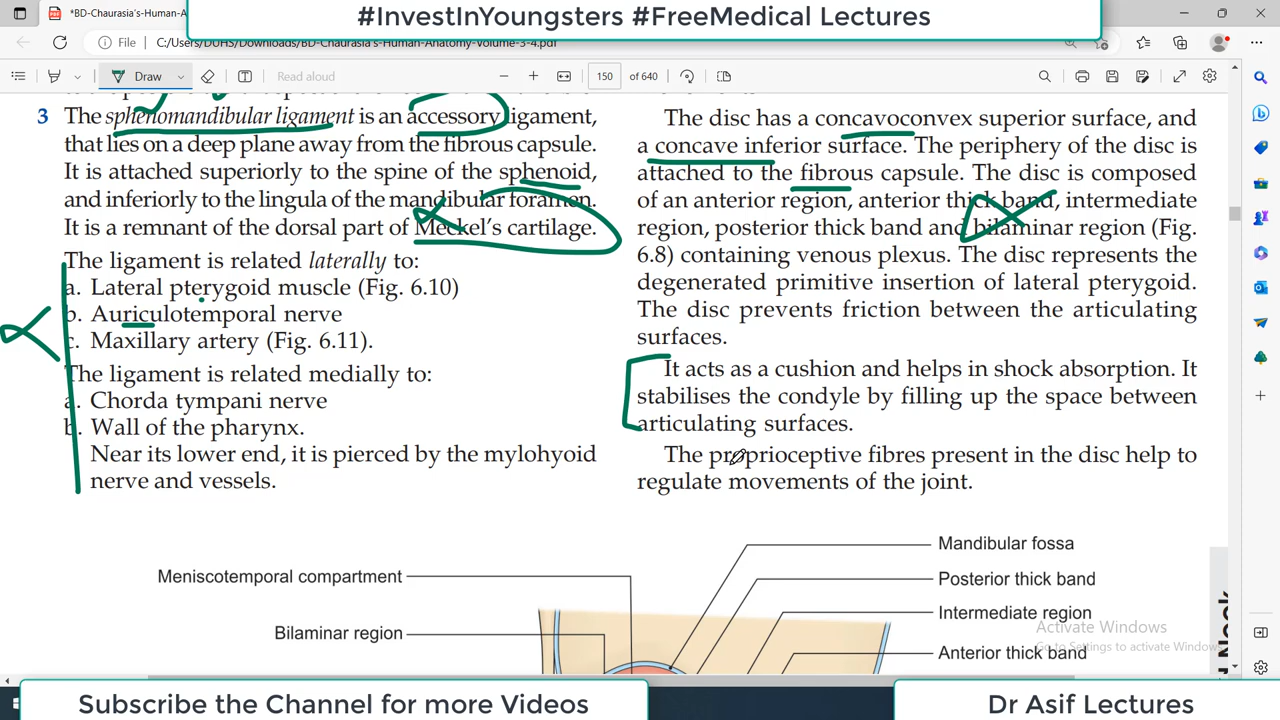 #InvestInYoungsters #FreeMedical Lectures
*BD-Chaurasia's-Human-A
File
C:/Users/DUHS/Downloads/BD-Chaurasia's-Human-Anatomy-Volume-3-4.pdf
Draw
Read aloud
150
of 640
3 The sphenomandibular ligament is an accessory ligament,
that lies on a deep plane away from the fibrous capsule.
It is attached superiorly to the spine of the sphenoid,
and inferiorly to the lingula of the mandibular foramen.
It is a remnant of the dorsal part of Meckel's cartilage.
The ligament is related laterally to:
a. Lateral pterygoid muscle (Fig. 6.10)
b. Auriculotemporal nerve
c. Maxillary artery (Fig. 6.11).
The ligament is related medially to:
a. Chorda tympani nerve
b. Wall of the pharynx.
Near its lower end, it is pierced by the mylohyoid
nerve and vessels.
The disc has a concavoconvex superior surface, and
a concave inferior surface. The periphery of the disc is
attached to the fibrous capsule. The disc is composed
of an anterior region, anterior thick band, intermediate
region, posterior thick band and bilaminar region (Fig.
6.8) containing venous plexus. The disc represents the
degenerated primitive insertion of lateral pterygoid.
The disc prevents friction between the articulating
surfaces.
It acts as a cushion and helps in shock absorption. It
stabilises the condyle by filling up the space between
articulating surfaces.
The proprioceptive fibres present in the disc help to
regulate movements of the joint.
Meniscotemporal compartment
Bilaminar region
Mandibular fossa
Posterior thick band
Intermediate region
Anterior thick band
Neck
Activate Windows
Go to Settings to activate Windows.
Subscribe the Channel for more Videos
Dr Asif Lectures